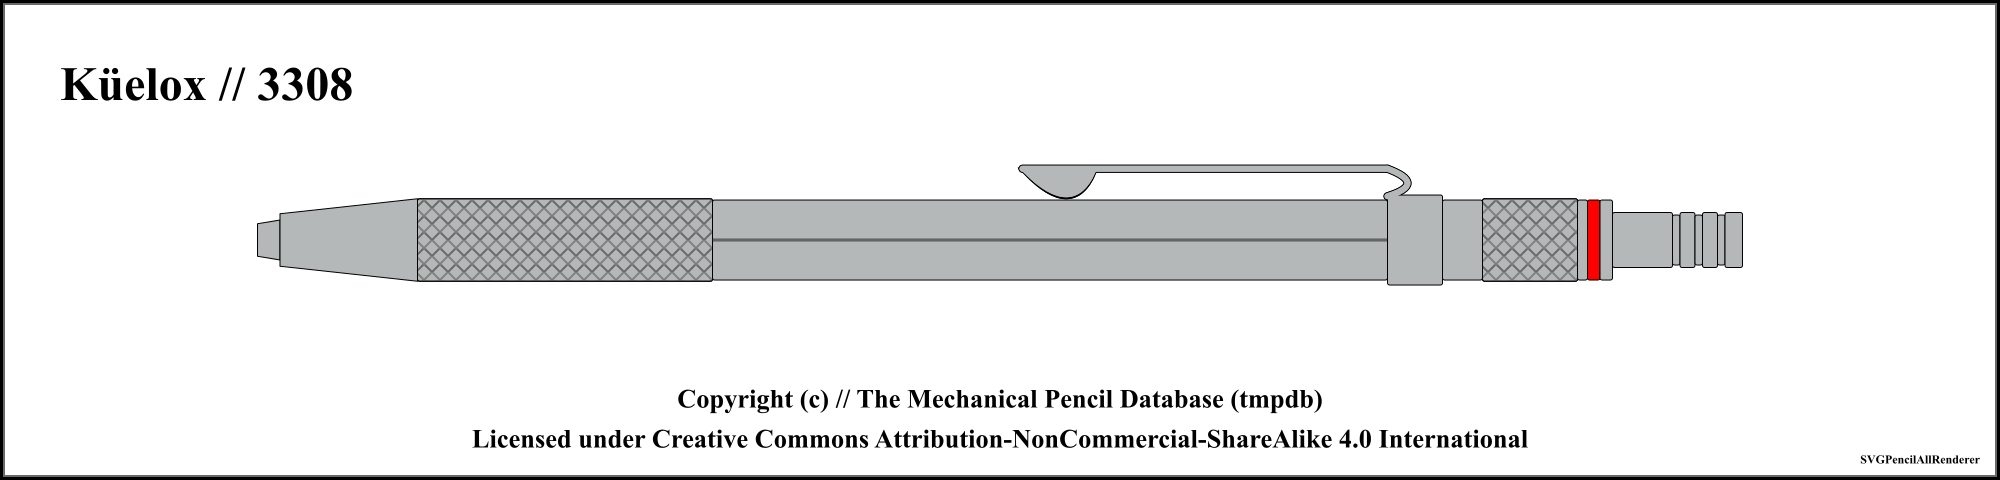 Küelox // 3308
Copyright (c) // The Mechanical Pencil Database (tmpdb)
Licensed under Creative Commons Attribution-NonCommercial-ShareAlike 4.0 International
SVGPencilAllRenderer